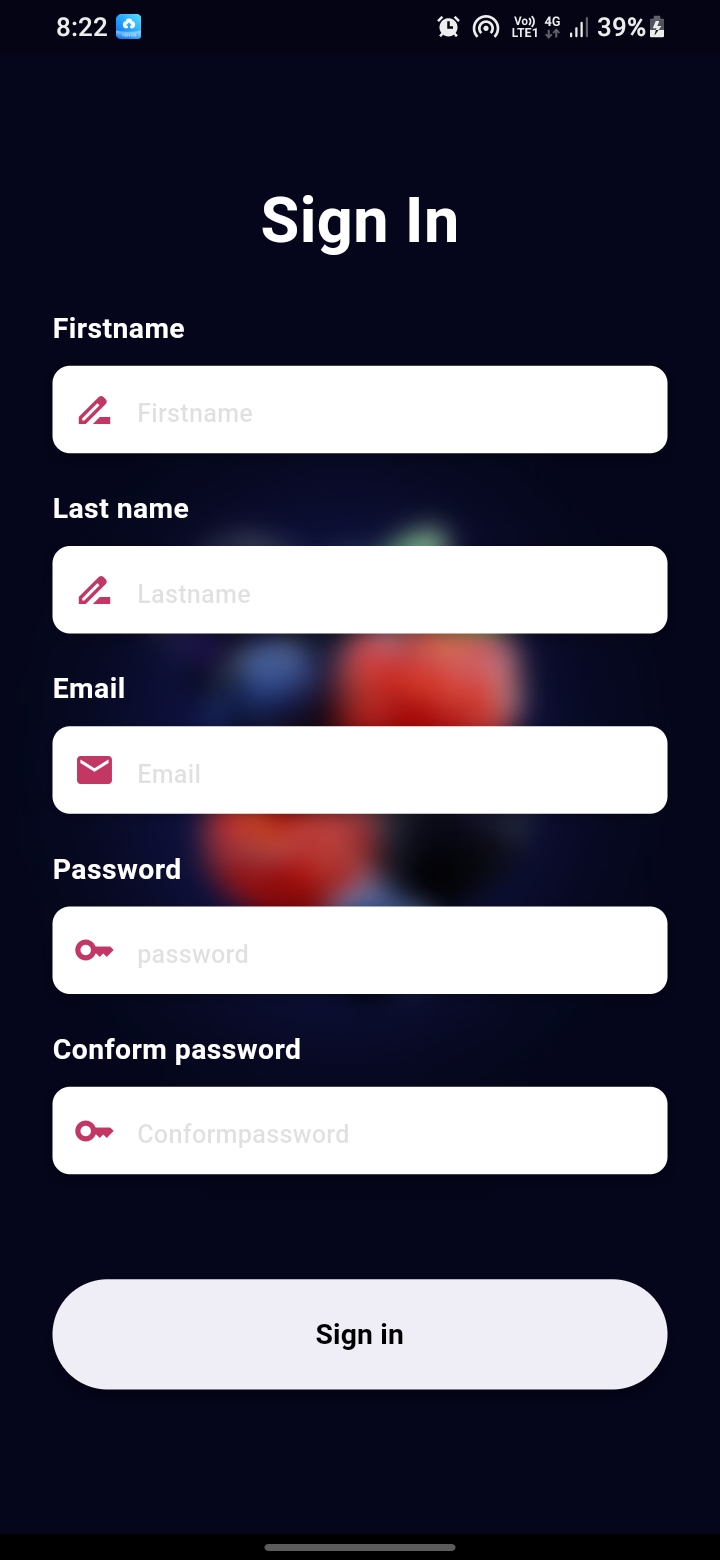 8:22 Vo)) LTE1 4G 39%
Sign In
Firstname
Firstname
Last name
Lastname
Email
Email
Password
password
Conform password
Conformpassword
Sign in